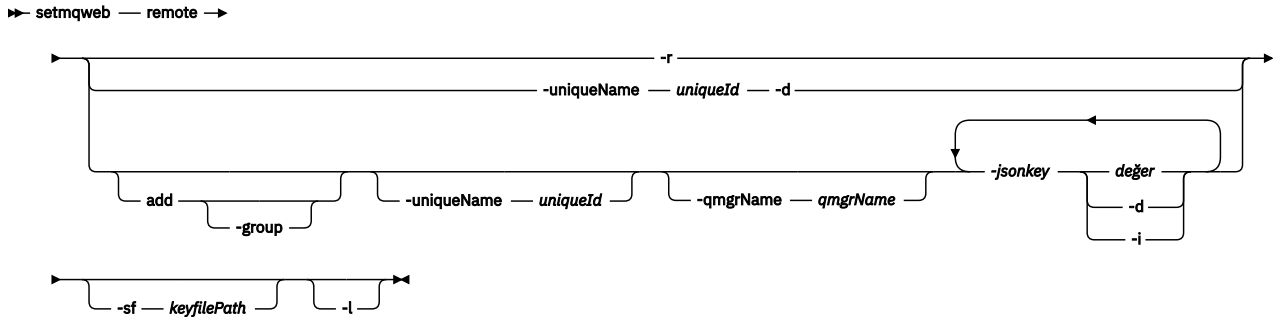 setmqweb remote
-r
-uniqueName uniqueId -d
-jsonkey değer
add -uniqueName uniqueId -qmgrName qmgrName
-d
-group
-i
-sf keyfilePath -l